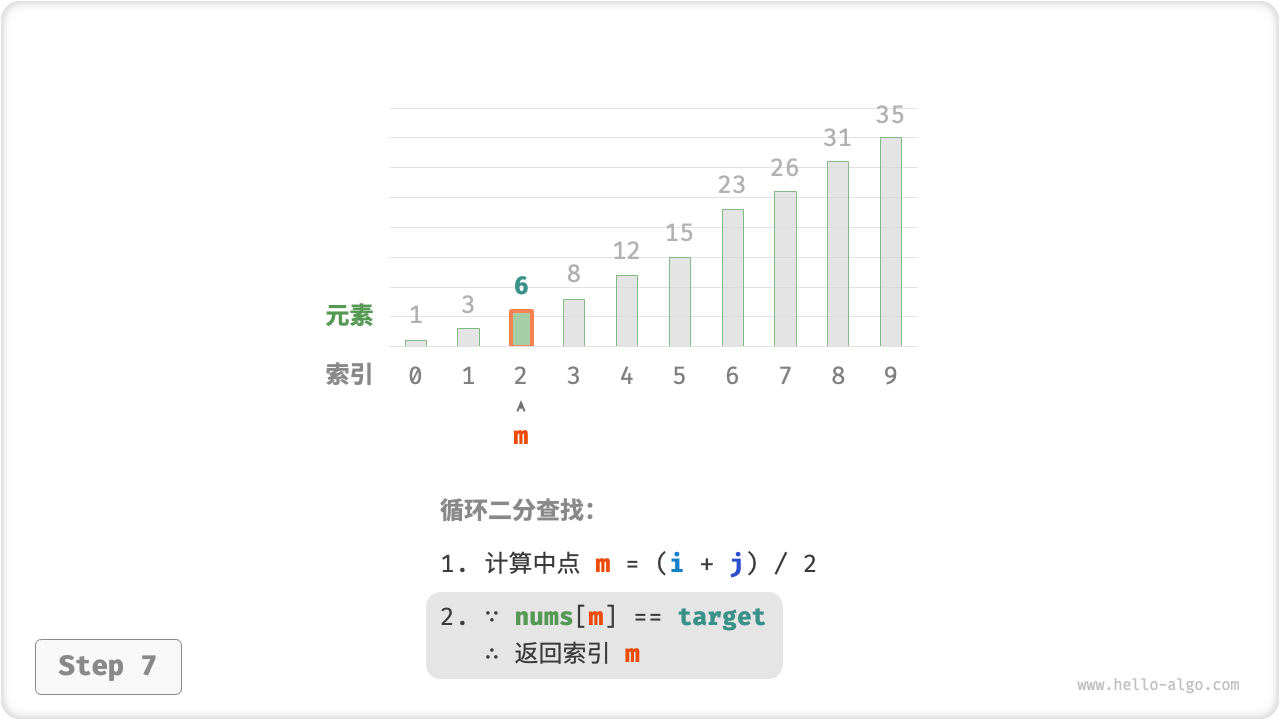 35
31
26
23
15
12
8
6
3
元素 1
索引 0 1 2 3 4 5 6 7 8 9
m
循环二分查找：
1. 计算中点 m = (i + j) / 2
2. ∵ nums[m] == target
∴ 返回索引 m
Step 7
www.hello-algo.com